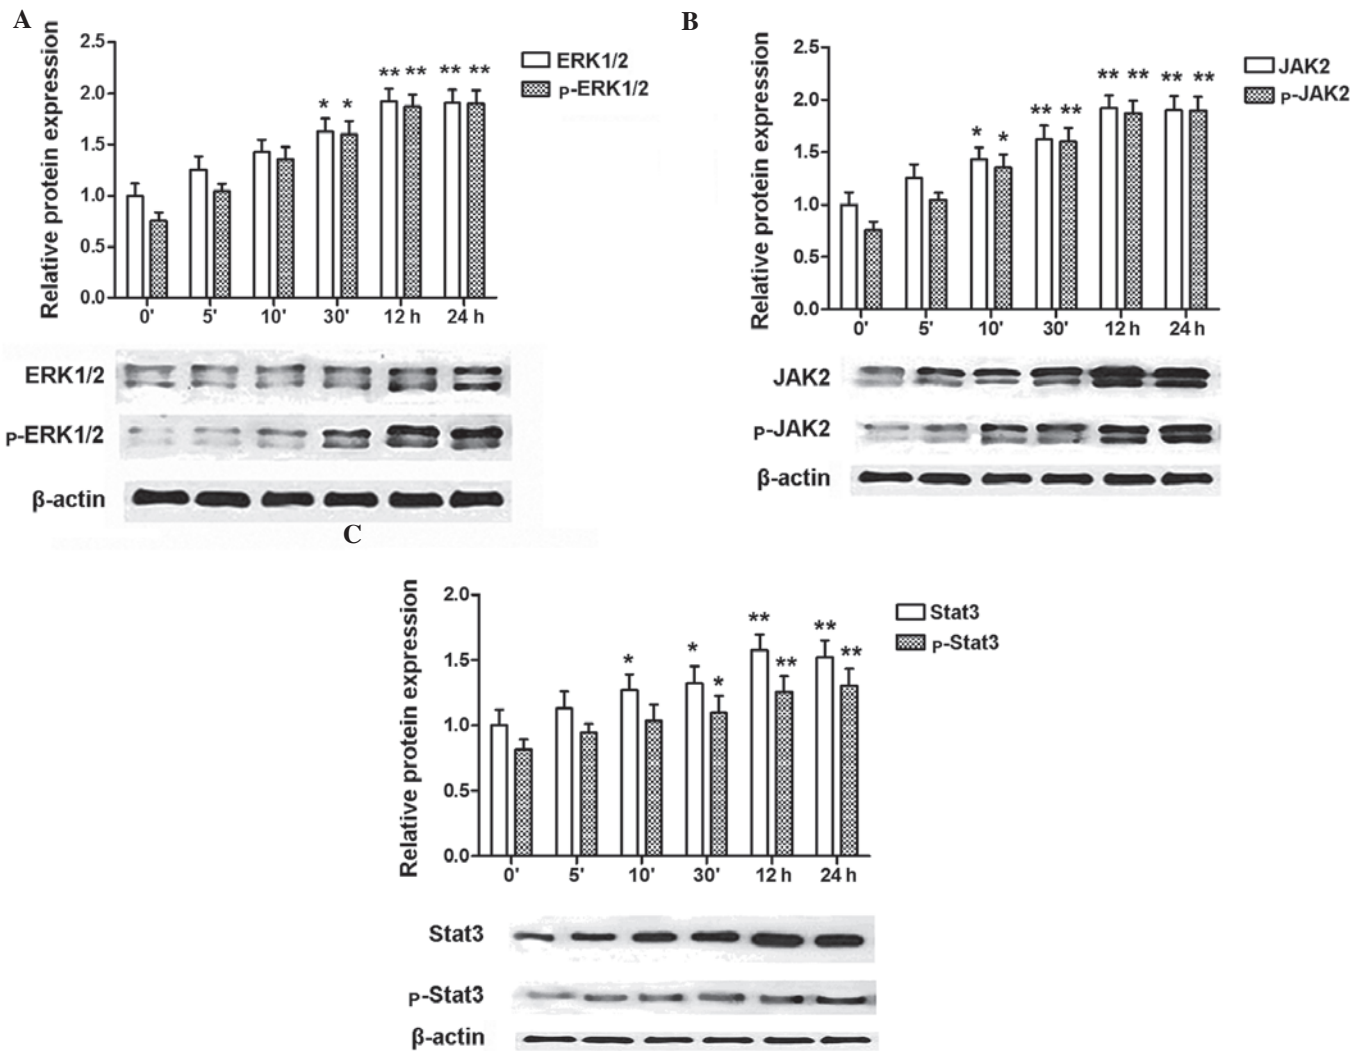 A
Relative protein expression
2.5
2.0
1.5
1.0
0.5
0.0
** ** ** **
* *
0' 5' 10' 30' 12 h 24 h
ERK1/2
P-ERK1/2
ERK1/2
P-ERK1/2
β-actin
B
Relative protein expression
2.5
2.0
1.5
1.0
0.5
0.0
** ** ** **
** **
* *
0' 5' 10' 30' 12 h 24 h
JAK2
P-JAK2
JAK2
P-JAK2
β-actin
C
Relative protein expression
2.0
1.5
1.0
0.5
0.0
** **
* * ** **
*
0' 5' 10' 30' 12 h 24 h
Stat3
P-Stat3
Stat3
P-Stat3
β-actin